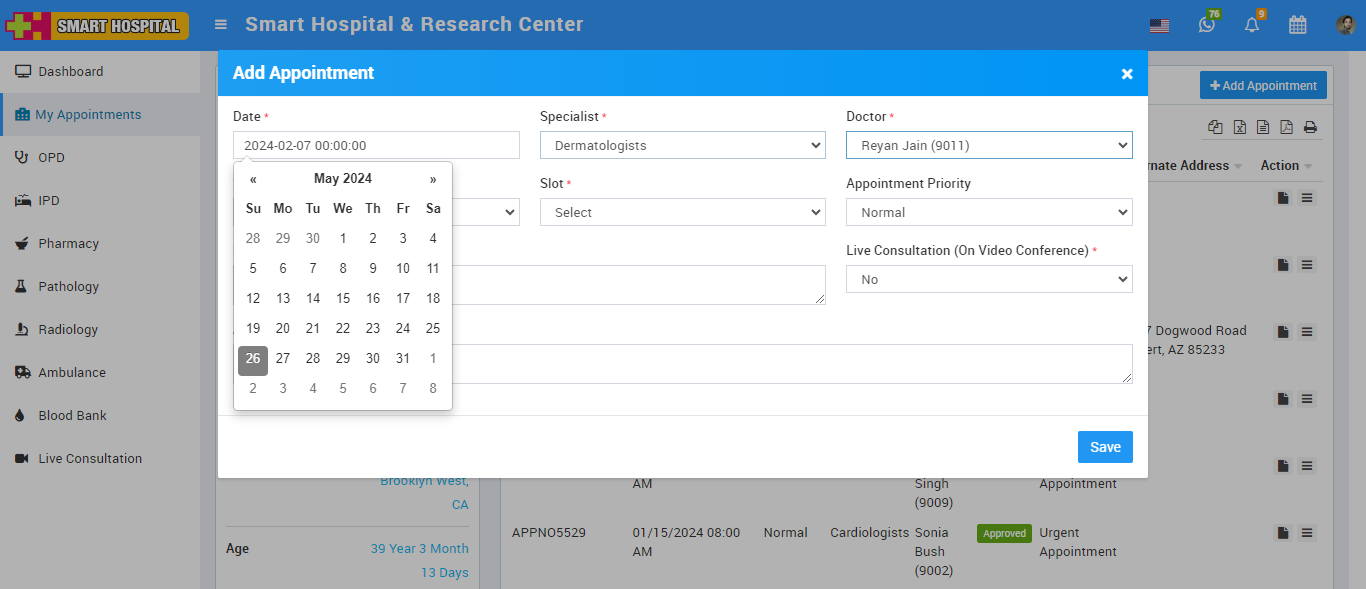 SMART HOSPITAL
Smart Hospital & Research Center
76
9
Dashboard
My Appointments
OPD
IPD
Pharmacy
Pathology
Radiology
Ambulance
Blood Bank
Live Consultation
Add Appointment
×
Add Appointment
Date *
Specialist *
Doctor *
2024-02-07 00:00:00
Dermatologists
Reyan Jain (9011)
Slot *
Appointment Priority
Select
Normal
Live Consultation (On Video Conference) *
No
« May 2024 »
Su Mo Tu We Th Fr Sa
28 29 30 1 2 3 4
5 6 7 8 9 10 11
12 13 14 15 16 17 18
19 20 21 22 23 24 25
26 27 28 29 30 31 1
2 3 4 5 6 7 8
Save
rnate Address
Action
7 Dogwood Road
ert, AZ 85233
Brooklyn West,
CA
Age
39 Year 3 Month
13 Days
AM
Singh
(9009)
Appointment
APPNO5529
01/15/2024 08:00
AM
Normal
Cardiologists
Sonia
Bush
(9002)
Approved
Urgent
Appointment